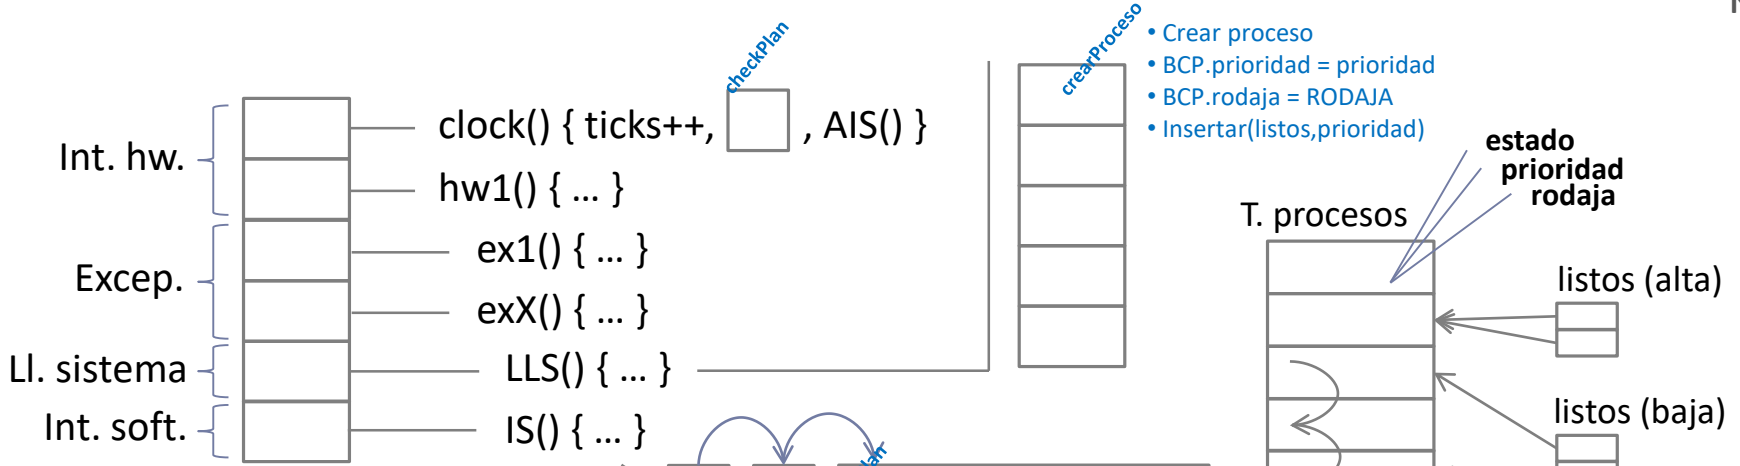 checkPlan
crearProceso
• Crear proceso
• BCP.prioridad = prioridad
• BCP.rodaja = RODAJA
• Insertar(listos,prioridad)
Int. hw.
clock() { ticks++, , AIS() }
hw1() { ... }
estado
prioridad
rodaja
T. procesos
Excep.
ex1() { ... }
exX() { ... }
listos (alta)
Ll. sistema
LLS() { ... }
listos (baja)
Int. soft.
IS() { ... }